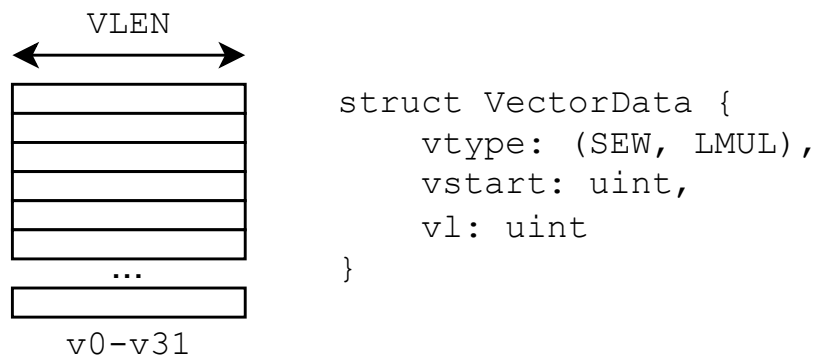 VLEN
...
v0-v31
struct VectorData {
    vtype: (SEW, LMUL),
    vstart: uint,
    vl: uint
}